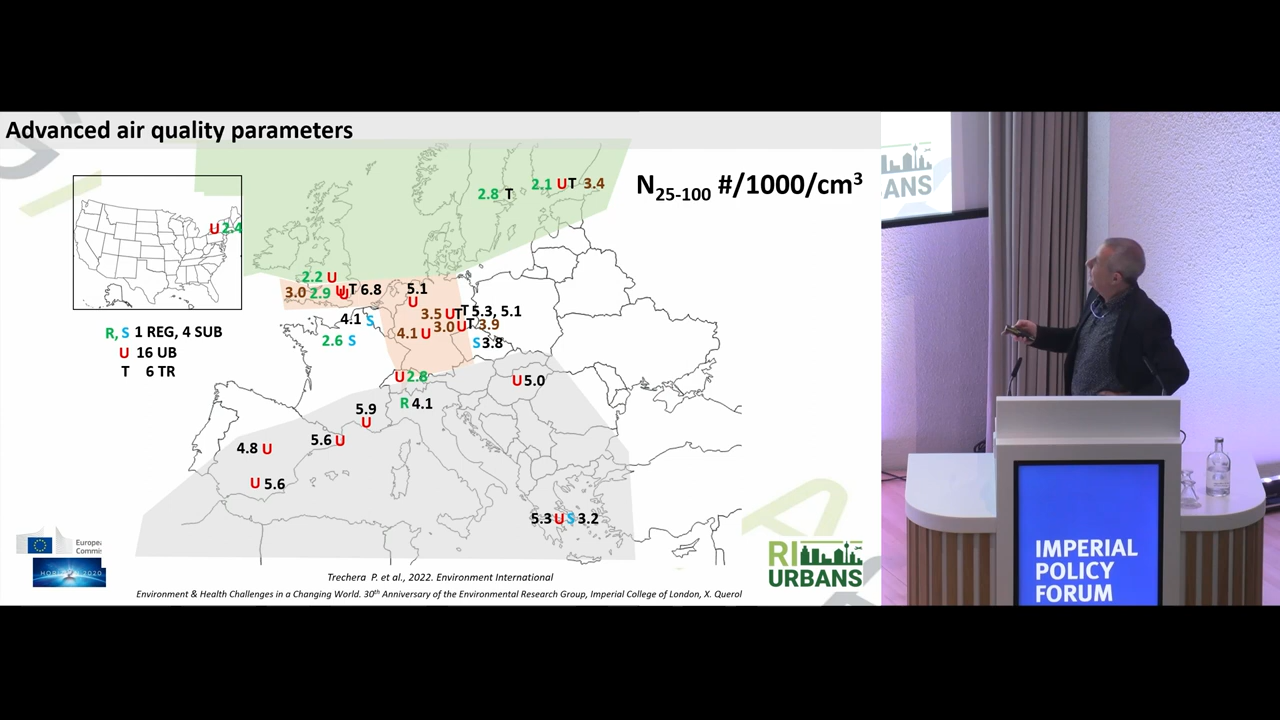 Advanced air quality parameters
N25-100 #/1000/cm³
2.8 T
2.1 U T 3.4
U 2.4
2.2 U
3.0 2.9 U U T 6.8
5.1
U
4.1 S
3.5 U T T 5.3, 5.1
4.1 U 3.0 U T 3.9
2.6 S
S 3.8
R, S 1 REG, 4 SUB
U 16 UB
T 6 TR
U 2.8
U 5.0
R 4.1
5.9
U
5.6 U
4.8 U
U 5.6
5.3 U S 3.2
European
Commis
HORIZON 2020
RI
URBANS
Trechera P. et al., 2022. Environment International
Environment & Health Challenges in a Changing World. 30th Anniversary of the Environmental Research Group, Imperial College of London, X. Querol
BANS
IMPERIAL
POLICY
FORUM